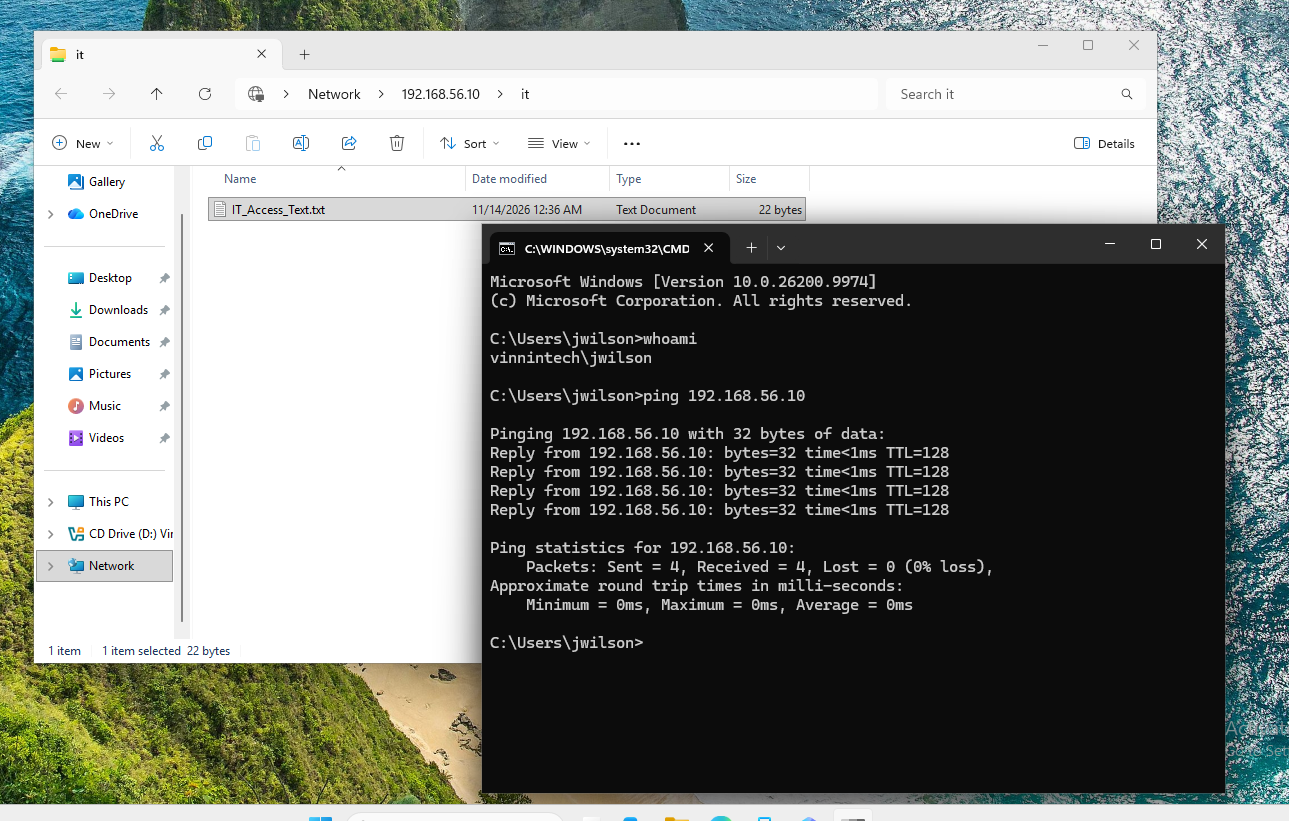 it
Network
192.168.56.10
it
Search it
New
Sort
View
Details
Gallery
OneDrive
Desktop
Downloads
Documents
Pictures
Music
Videos
This PC
CD Drive (D:) Vir
Network
Name
Date modified
Type
Size
IT_Access_Text.txt
11/14/2026 12:36 AM
Text Document
22 bytes
1 item
1 item selected
22 bytes
C:\WINDOWS\system32\CMD
Microsoft Windows [Version 10.0.26200.9974]
(c) Microsoft Corporation. All rights reserved.
C:\Users\jwilson>whoami
vinnintech\jwilson
C:\Users\jwilson>ping 192.168.56.10
Pinging 192.168.56.10 with 32 bytes of data:
Reply from 192.168.56.10: bytes=32 time<1ms TTL=128
Reply from 192.168.56.10: bytes=32 time<1ms TTL=128
Reply from 192.168.56.10: bytes=32 time<1ms TTL=128
Reply from 192.168.56.10: bytes=32 time<1ms TTL=128
Ping statistics for 192.168.56.10:
Packets: Sent = 4, Received = 4, Lost = 0 (0% loss),
Approximate round trip times in milli-seconds:
Minimum = 0ms, Maximum = 0ms, Average = 0ms
C:\Users\jwilson>